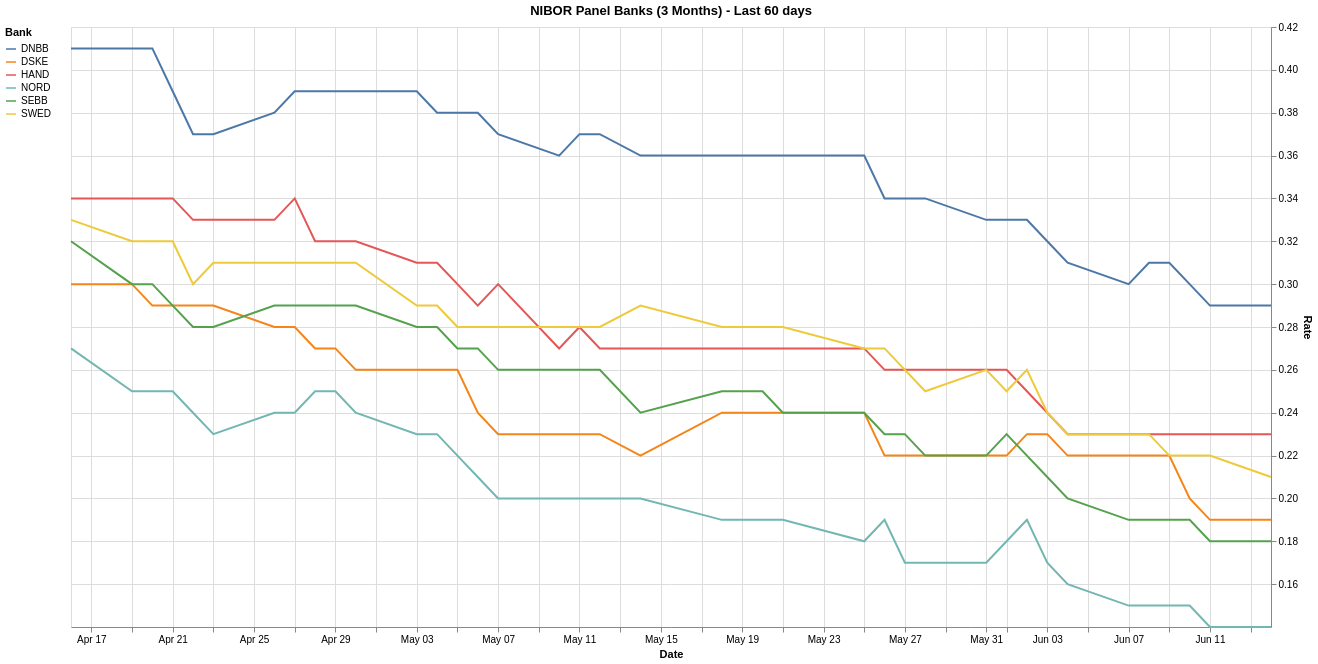 NIBOR Panel Banks (3 Months) - Last 60 days
Bank
DNBB
DSKE
HAND
NORD
SEBB
SWED
0.42
0.40
0.38
0.36
0.34
0.32
0.30
0.28
0.26
0.24
0.22
0.20
0.18
0.16
Rate
Apr 17 Apr 21 Apr 25 Apr 29 May 03 May 07 May 11 May 15 May 19 May 23 May 27 May 31 Jun 03 Jun 07 Jun 11
Date